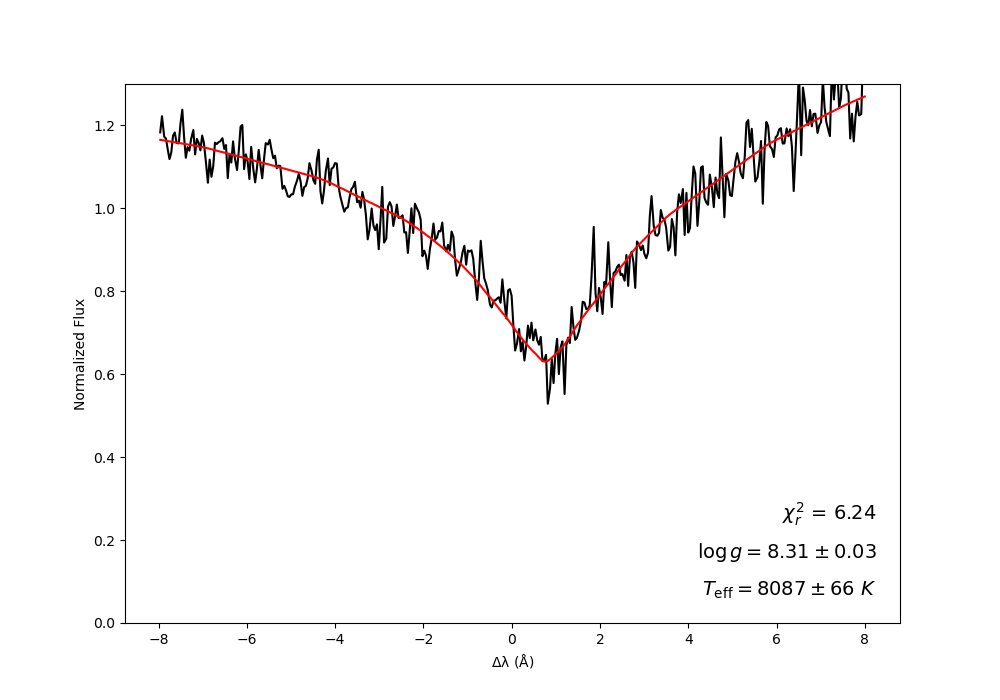 1.2
1.0
0.8
0.6
0.4
0.2
0.0
Normalized Flux
χ²ᵣ = 6.24
log g = 8.31 ± 0.03
T_eff = 8087 ± 66 K
−8 −6 −4 −2 0 2 4 6 8
Δλ (Å)